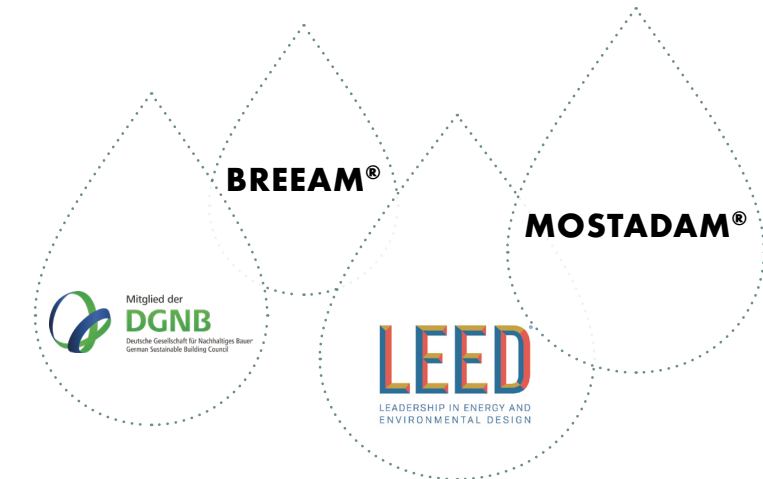 BREEAM®
MOSTADAM®
Mitglied der
DGNB
Deutsche Gesellschaft für Nachhaltiges Bauen
German Sustainable Building Council
LEED
LEADERSHIP IN ENERGY AND
ENVIRONMENTAL DESIGN